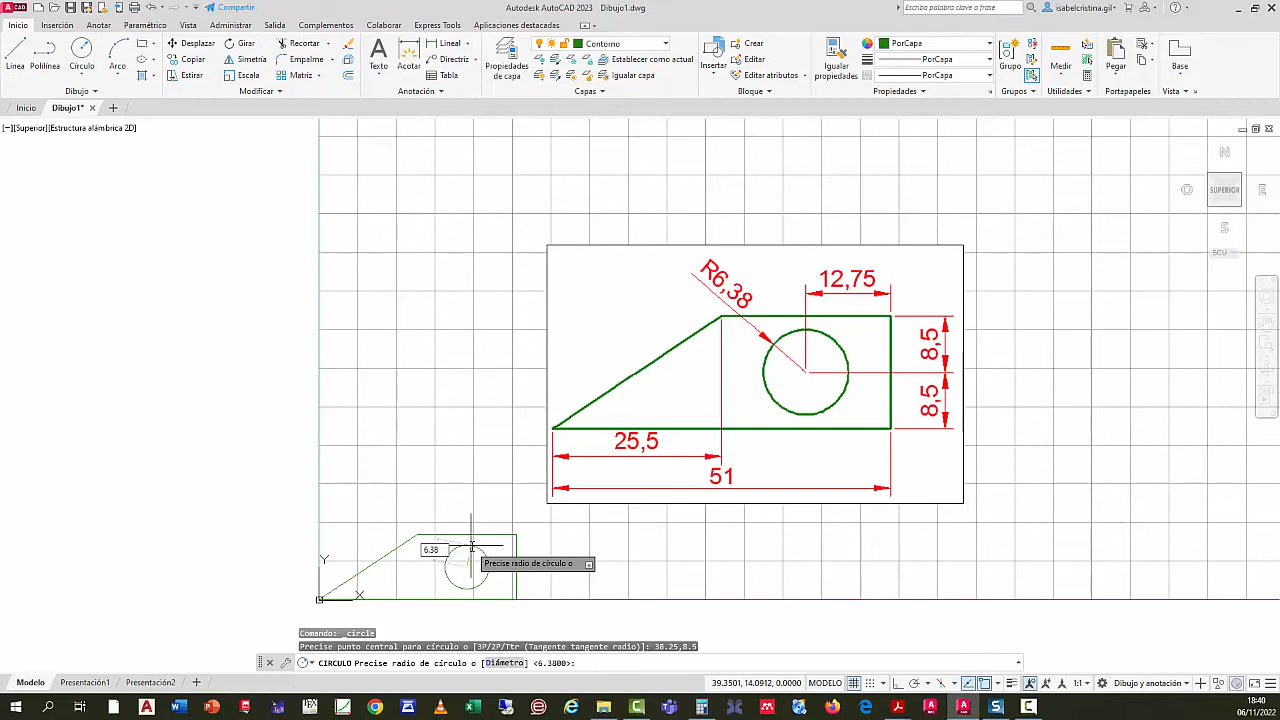 Autodesk AutoCAD 2023 Dibujo1.dwg
Compartir
Escriba palabra clave o frase
isabelcristina.gil
Inicio Inserción Anotar Paramétrico Vista Administrar Salida Complementos Colaborar Express Tools Aplicaciones destacadas
Línea Polilínea Círculo Arco
Desplazar Girar Recortar
Copiar Simetría Empalme
Estirar Escala Matriz
Texto Acotar
Lineal
Directriz
Tabla
Propiedades de capa
Contorno
Establecer como actual
Igualar capa
Insertar
Crear
Editar
Editar atributos
Igualar propiedades
PorCapa
PorCapa
PorCapa
Grupo
Medir
Pegar
Base
Dibujo Modificar Anotación Capas Bloque Propiedades Grupos Utilidades Portapapeles Vista
Inicio Dibujo1*
[−][Superior][Estructura alámbrica 2D]
N
O SUPERIOR E
S
SCU
R6,38
12,75
8,5
8,5
25,5
51
Y
X
6.38
Precise radio de círculo o
Comando: _circle
Precise punto central para círculo o [3P/2P/Ttr (Tangente tangente radio)]: 38.25,8.5
CIRCULO Precise radio de círculo o [Diámetro] <6.3800>:
Modelo Presentación1 Presentación2
39.3501, 14.0912, 0.0000 MODELO
1:1
Dibujo y anotación
18:40
06/11/2022